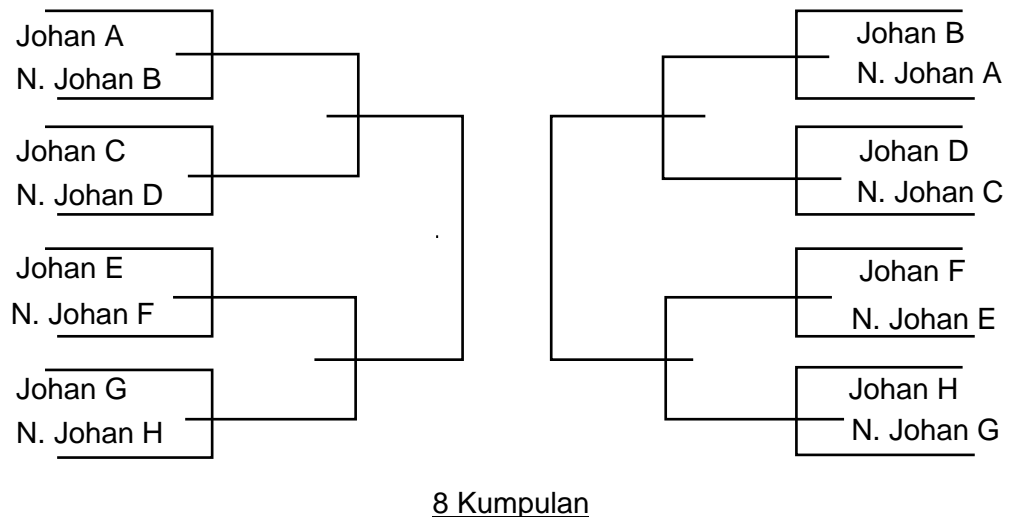 Johan A
N. Johan B
Johan C
N. Johan D
Johan E
N. Johan F
Johan G
N. Johan H
Johan B
N. Johan A
Johan D
N. Johan C
Johan F
N. Johan E
Johan H
N. Johan G
8 Kumpulan